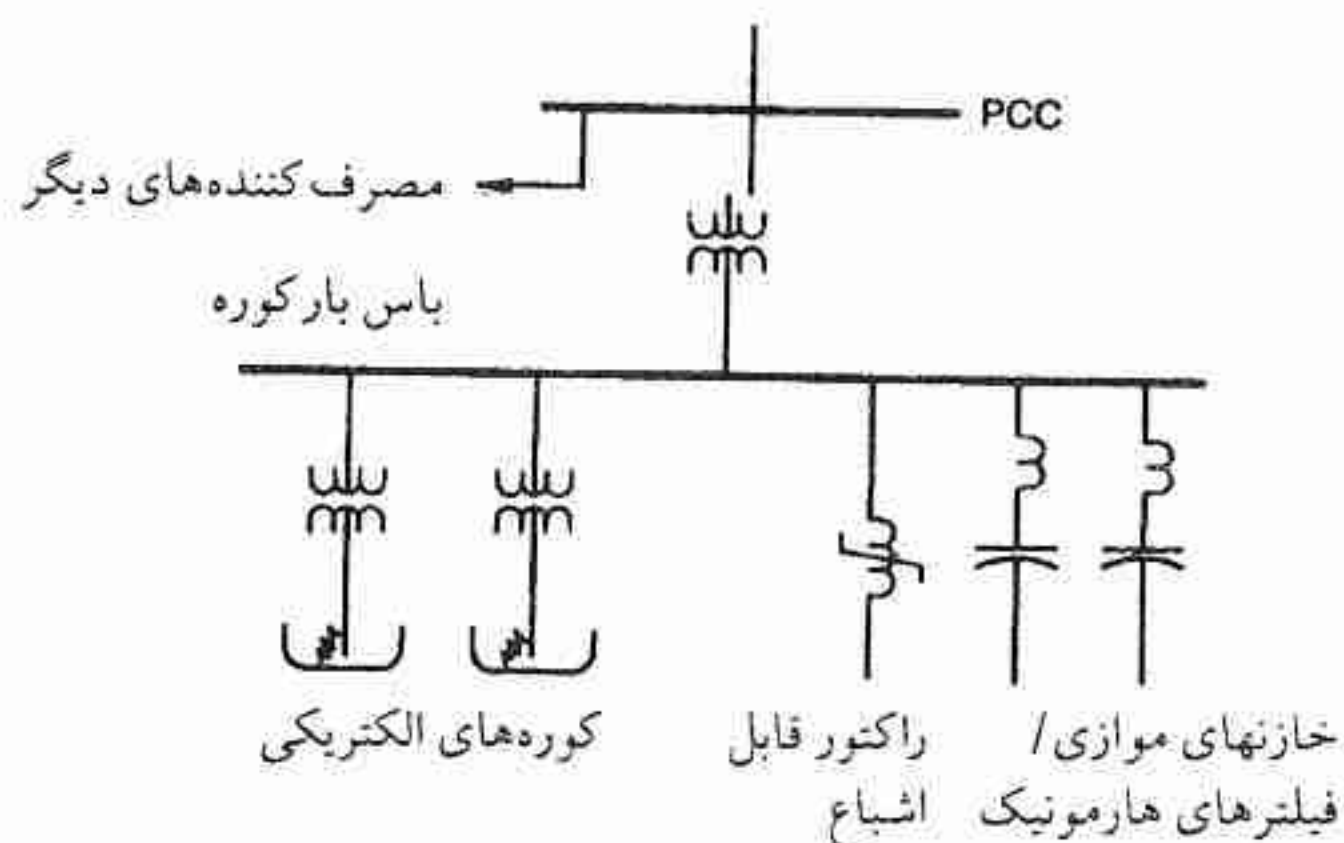 PCC
مصرف کننده‌های دیگر
باس بار کوره
کوره‌های الکتریکی
راکتور قابل
اشباع
خازنهای موازی /
فیلترهای هارمونیک